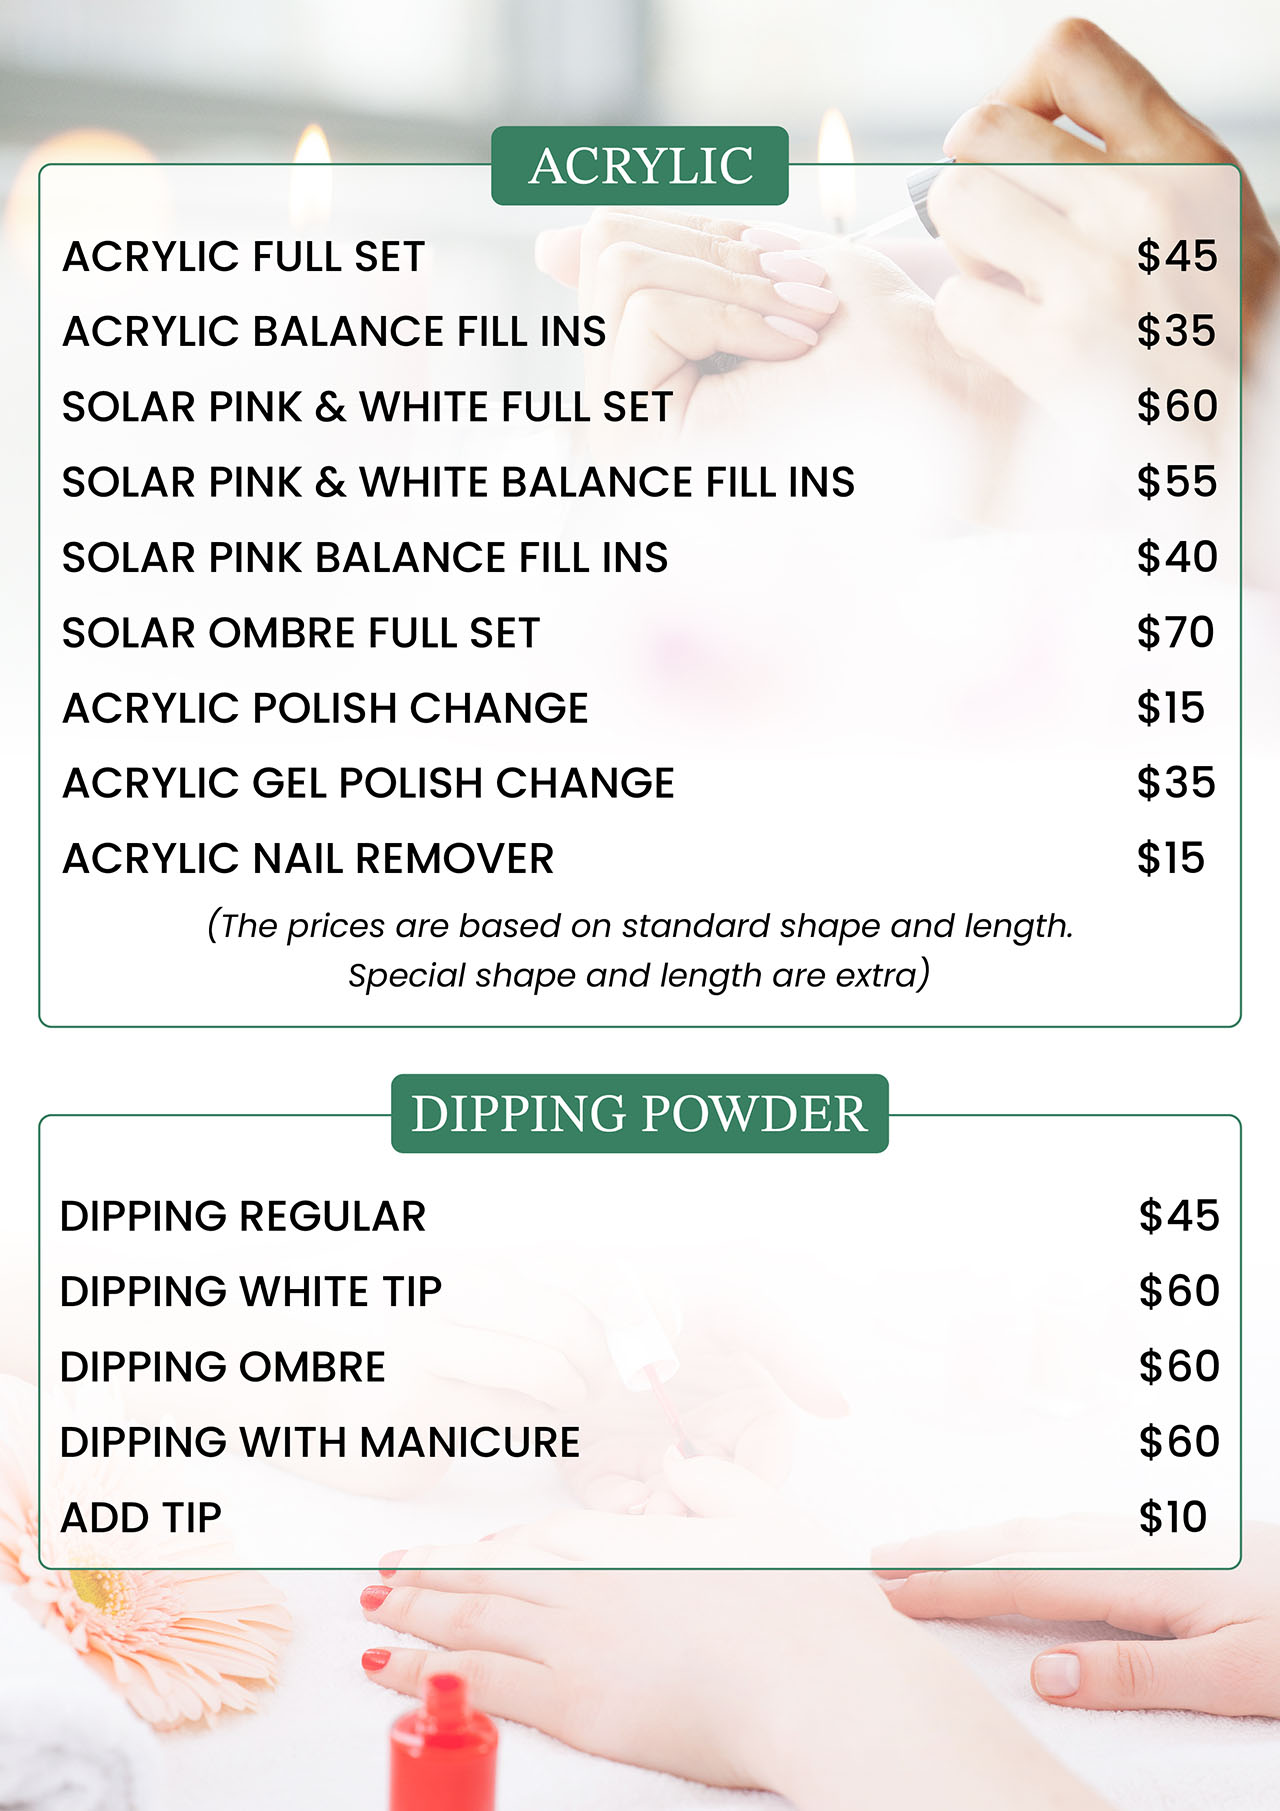 ACRYLIC
ACRYLIC FULL SET $45
ACRYLIC BALANCE FILL INS $35
SOLAR PINK & WHITE FULL SET $60
SOLAR PINK & WHITE BALANCE FILL INS $55
SOLAR PINK BALANCE FILL INS $40
SOLAR OMBRE FULL SET $70
ACRYLIC POLISH CHANGE $15
ACRYLIC GEL POLISH CHANGE $35
ACRYLIC NAIL REMOVER $15
(The prices are based on standard shape and length.
Special shape and length are extra)
DIPPING POWDER
DIPPING REGULAR $45
DIPPING WHITE TIP $60
DIPPING OMBRE $60
DIPPING WITH MANICURE $60
ADD TIP $10